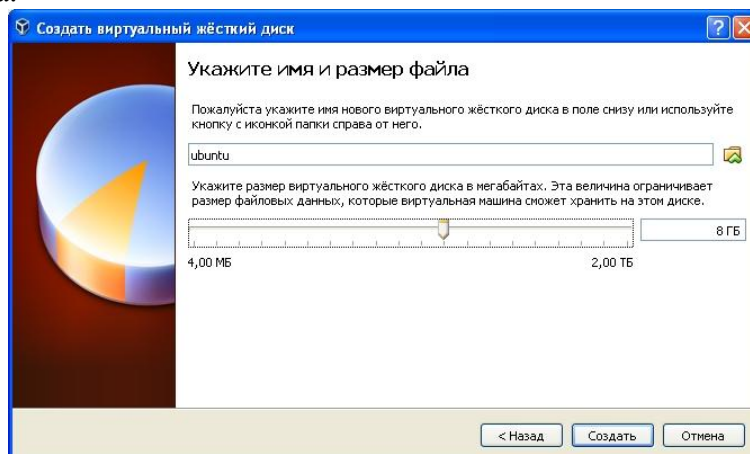 Создать виртуальный жёсткий диск
Укажите имя и размер файла
Пожалуйста укажите имя нового виртуального жёсткого диска в поле снизу или используйте
кнопку с иконкой папки справа от него.
ubuntu
Укажите размер виртуального жёсткого диска в мегабайтах. Эта величина ограничивает
размер файловых данных, которые виртуальная машина сможет хранить на этом диске.
8 ГБ
4,00 МБ 2,00 ТБ
< Назад Создать Отмена